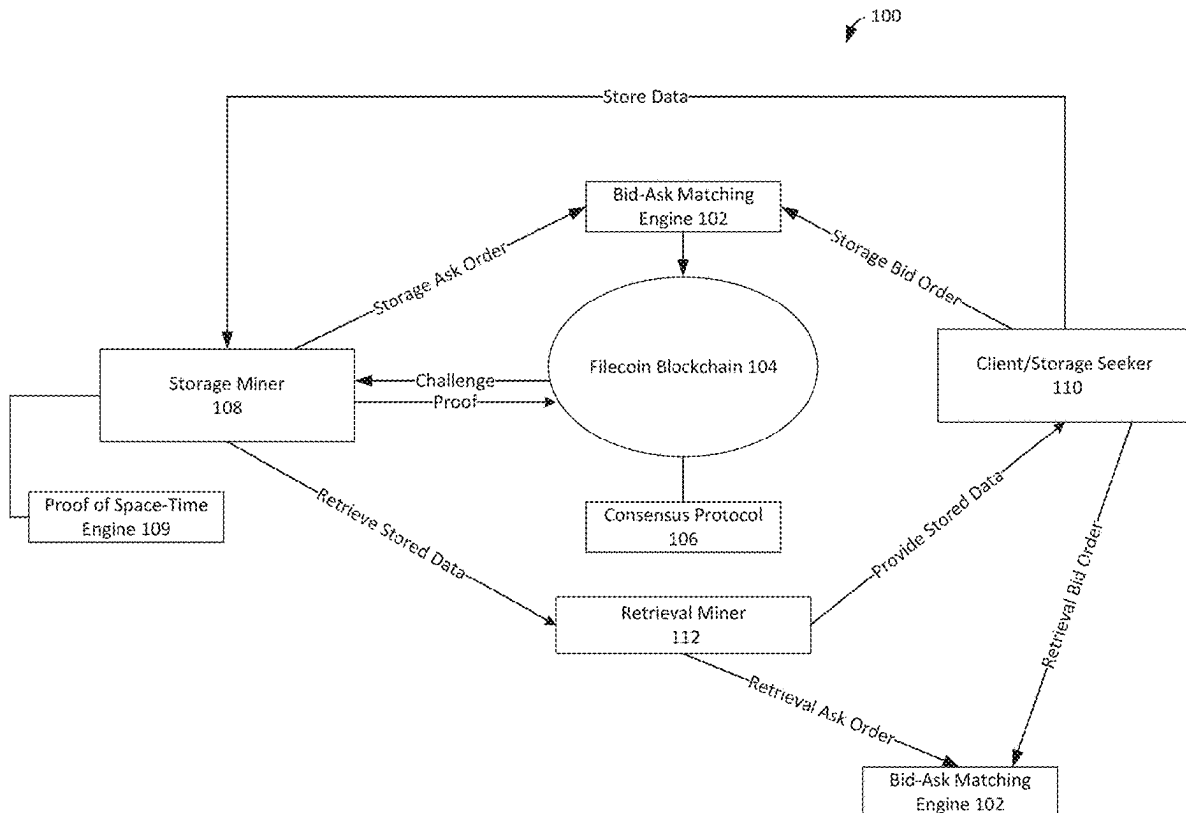 100
Store Data
Bid-Ask Matching
Engine 102
Storage Ask Order
Storage Bid Order
Filecoin Blockchain 104
Storage Miner
108
Challenge
Proof
Client/Storage Seeker
110
Proof of Space-Time
Engine 109
Retrieve Stored Data
Consensus Protocol
106
Provide Stored Data
Retrieval Bid Order
Retrieval Miner
112
Retrieval Ask Order
Bid-Ask Matching
Engine 102